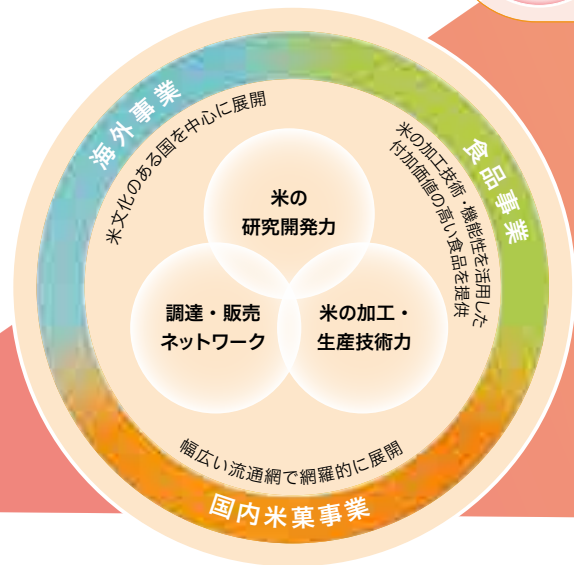 海外事業
米文化のある国を中心に展開
食品事業
米の加工技術・機能性を活用した
付加価値の高い食品を提供
米の
研究開発力
調達・販売
ネットワーク
米の加工・
生産技術力
幅広い流通網で網羅的に展開
国内米菓事業